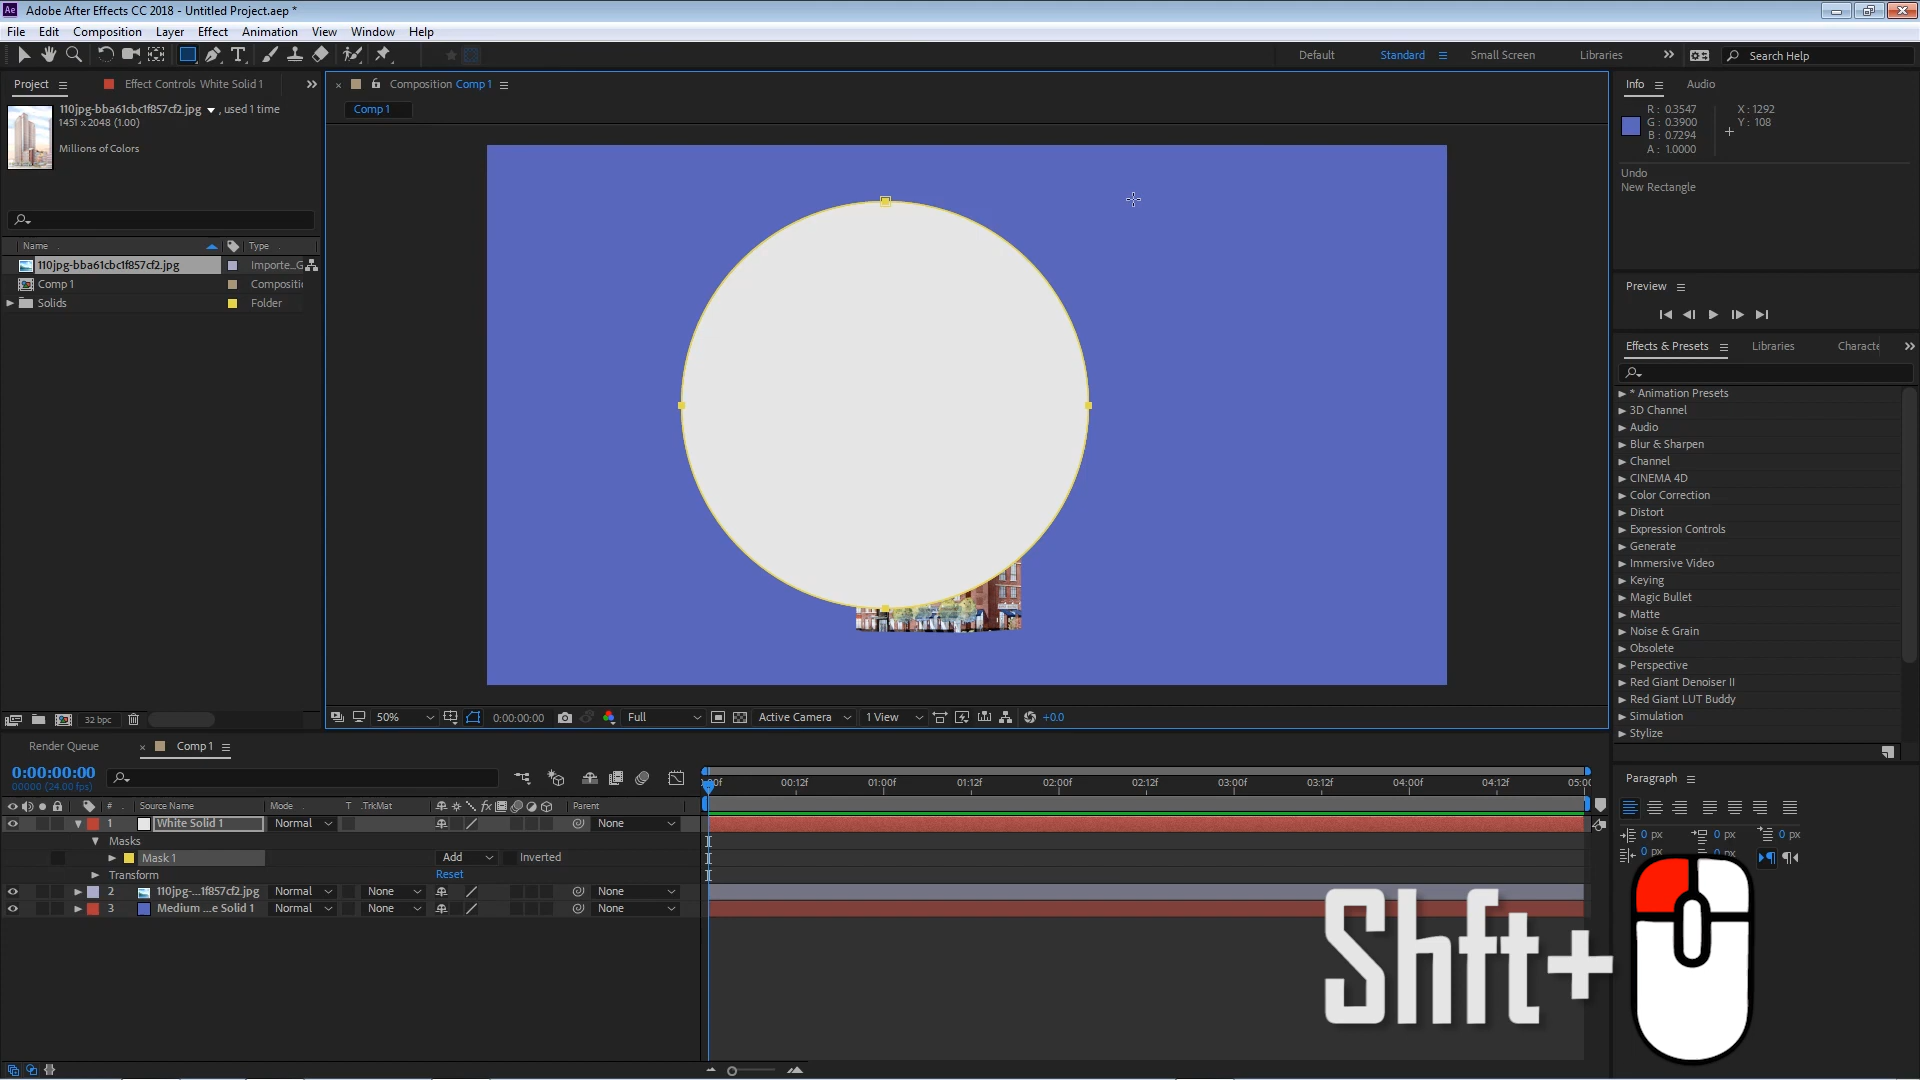 Ae Adobe After Effects CC 2018 - Untitled Project.aep *
File Edit Composition Layer Effect Animation View Window Help
Default Standard Small Screen Libraries Search Help
Project Effect Controls White Solid 1
110jpg-bba61cbc1f857cf2.jpg , used 1 time
1451 x 2048 (1.00)
Millions of Colors
Name Type
110jpg-bba61cbc1f857cf2.jpg Importe...G
Comp 1 Compositi
Solids Folder
32 bpc
Composition Comp 1
Comp 1
50% 0:00:00:00 Full Active Camera 1 View +0.0
Info Audio
R : 0.3547 X : 1292
G : 0.3900 Y : 108
B : 0.7294
A : 1.0000
Undo
New Rectangle
Preview
Effects & Presets Libraries Characte
* Animation Presets
3D Channel
Audio
Blur & Sharpen
Channel
CINEMA 4D
Color Correction
Distort
Expression Controls
Generate
Immersive Video
Keying
Magic Bullet
Matte
Noise & Grain
Obsolete
Perspective
Red Giant Denoiser II
Red Giant LUT Buddy
Simulation
Stylize
Paragraph
0 px 0 px 0 px
0 px 0 px
Render Queue Comp 1
0:00:00:00
00000 (24.00 fps)
00f 00:12f 01:00f 01:12f 02:00f 02:12f 03:00f 03:12f 04:00f 04:12f 05:00
# Source Name Mode T .TrkMat fx Parent
1 White Solid 1 Normal None
Masks
Mask 1 Add Inverted
Transform Reset
2 110jpg-...1f857cf2.jpg Normal None None
3 Medium ...e Solid 1 Normal None None
Shft+